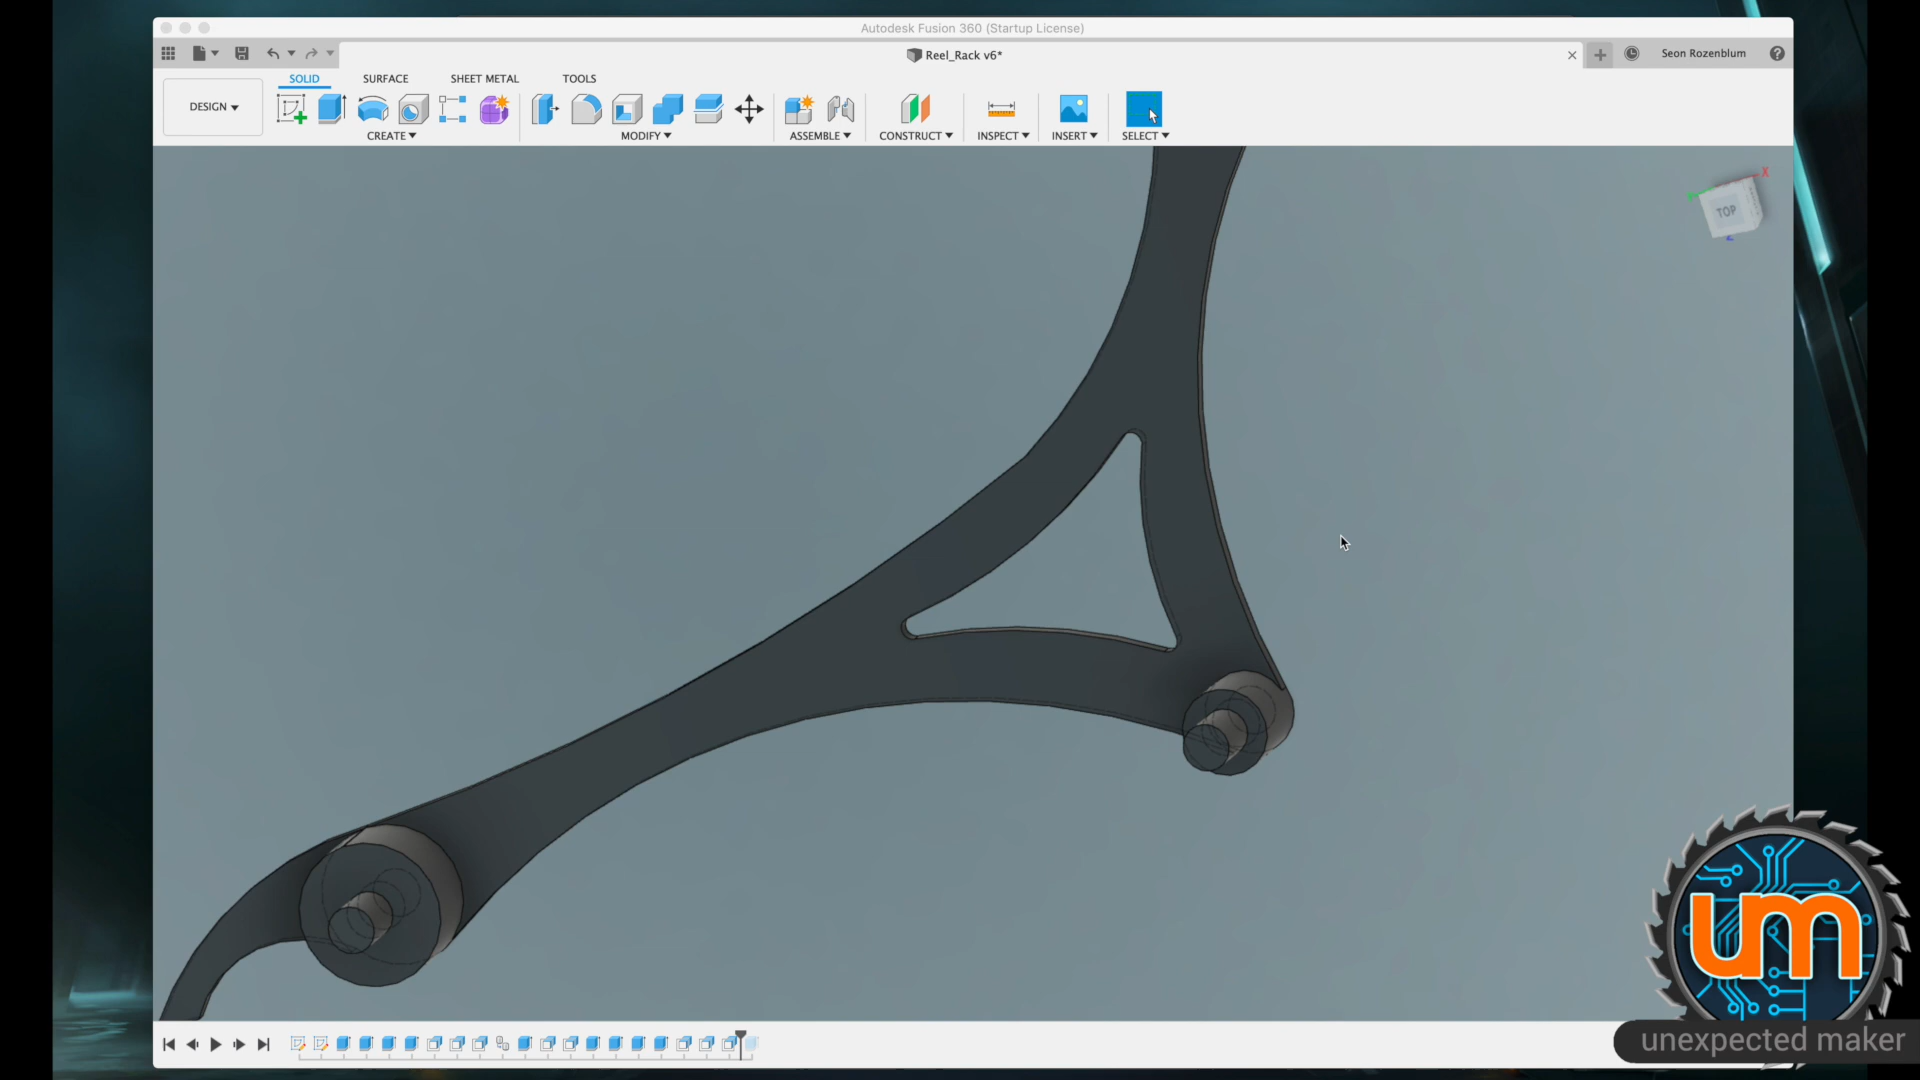 Autodesk Fusion 360 (Startup License)
Reel_Rack v6*
Seon Rozenblum
SOLID SURFACE SHEET METAL TOOLS
DESIGN
CREATE MODIFY ASSEMBLE CONSTRUCT INSPECT INSERT SELECT
X
TOP
Z
um
unexpected maker